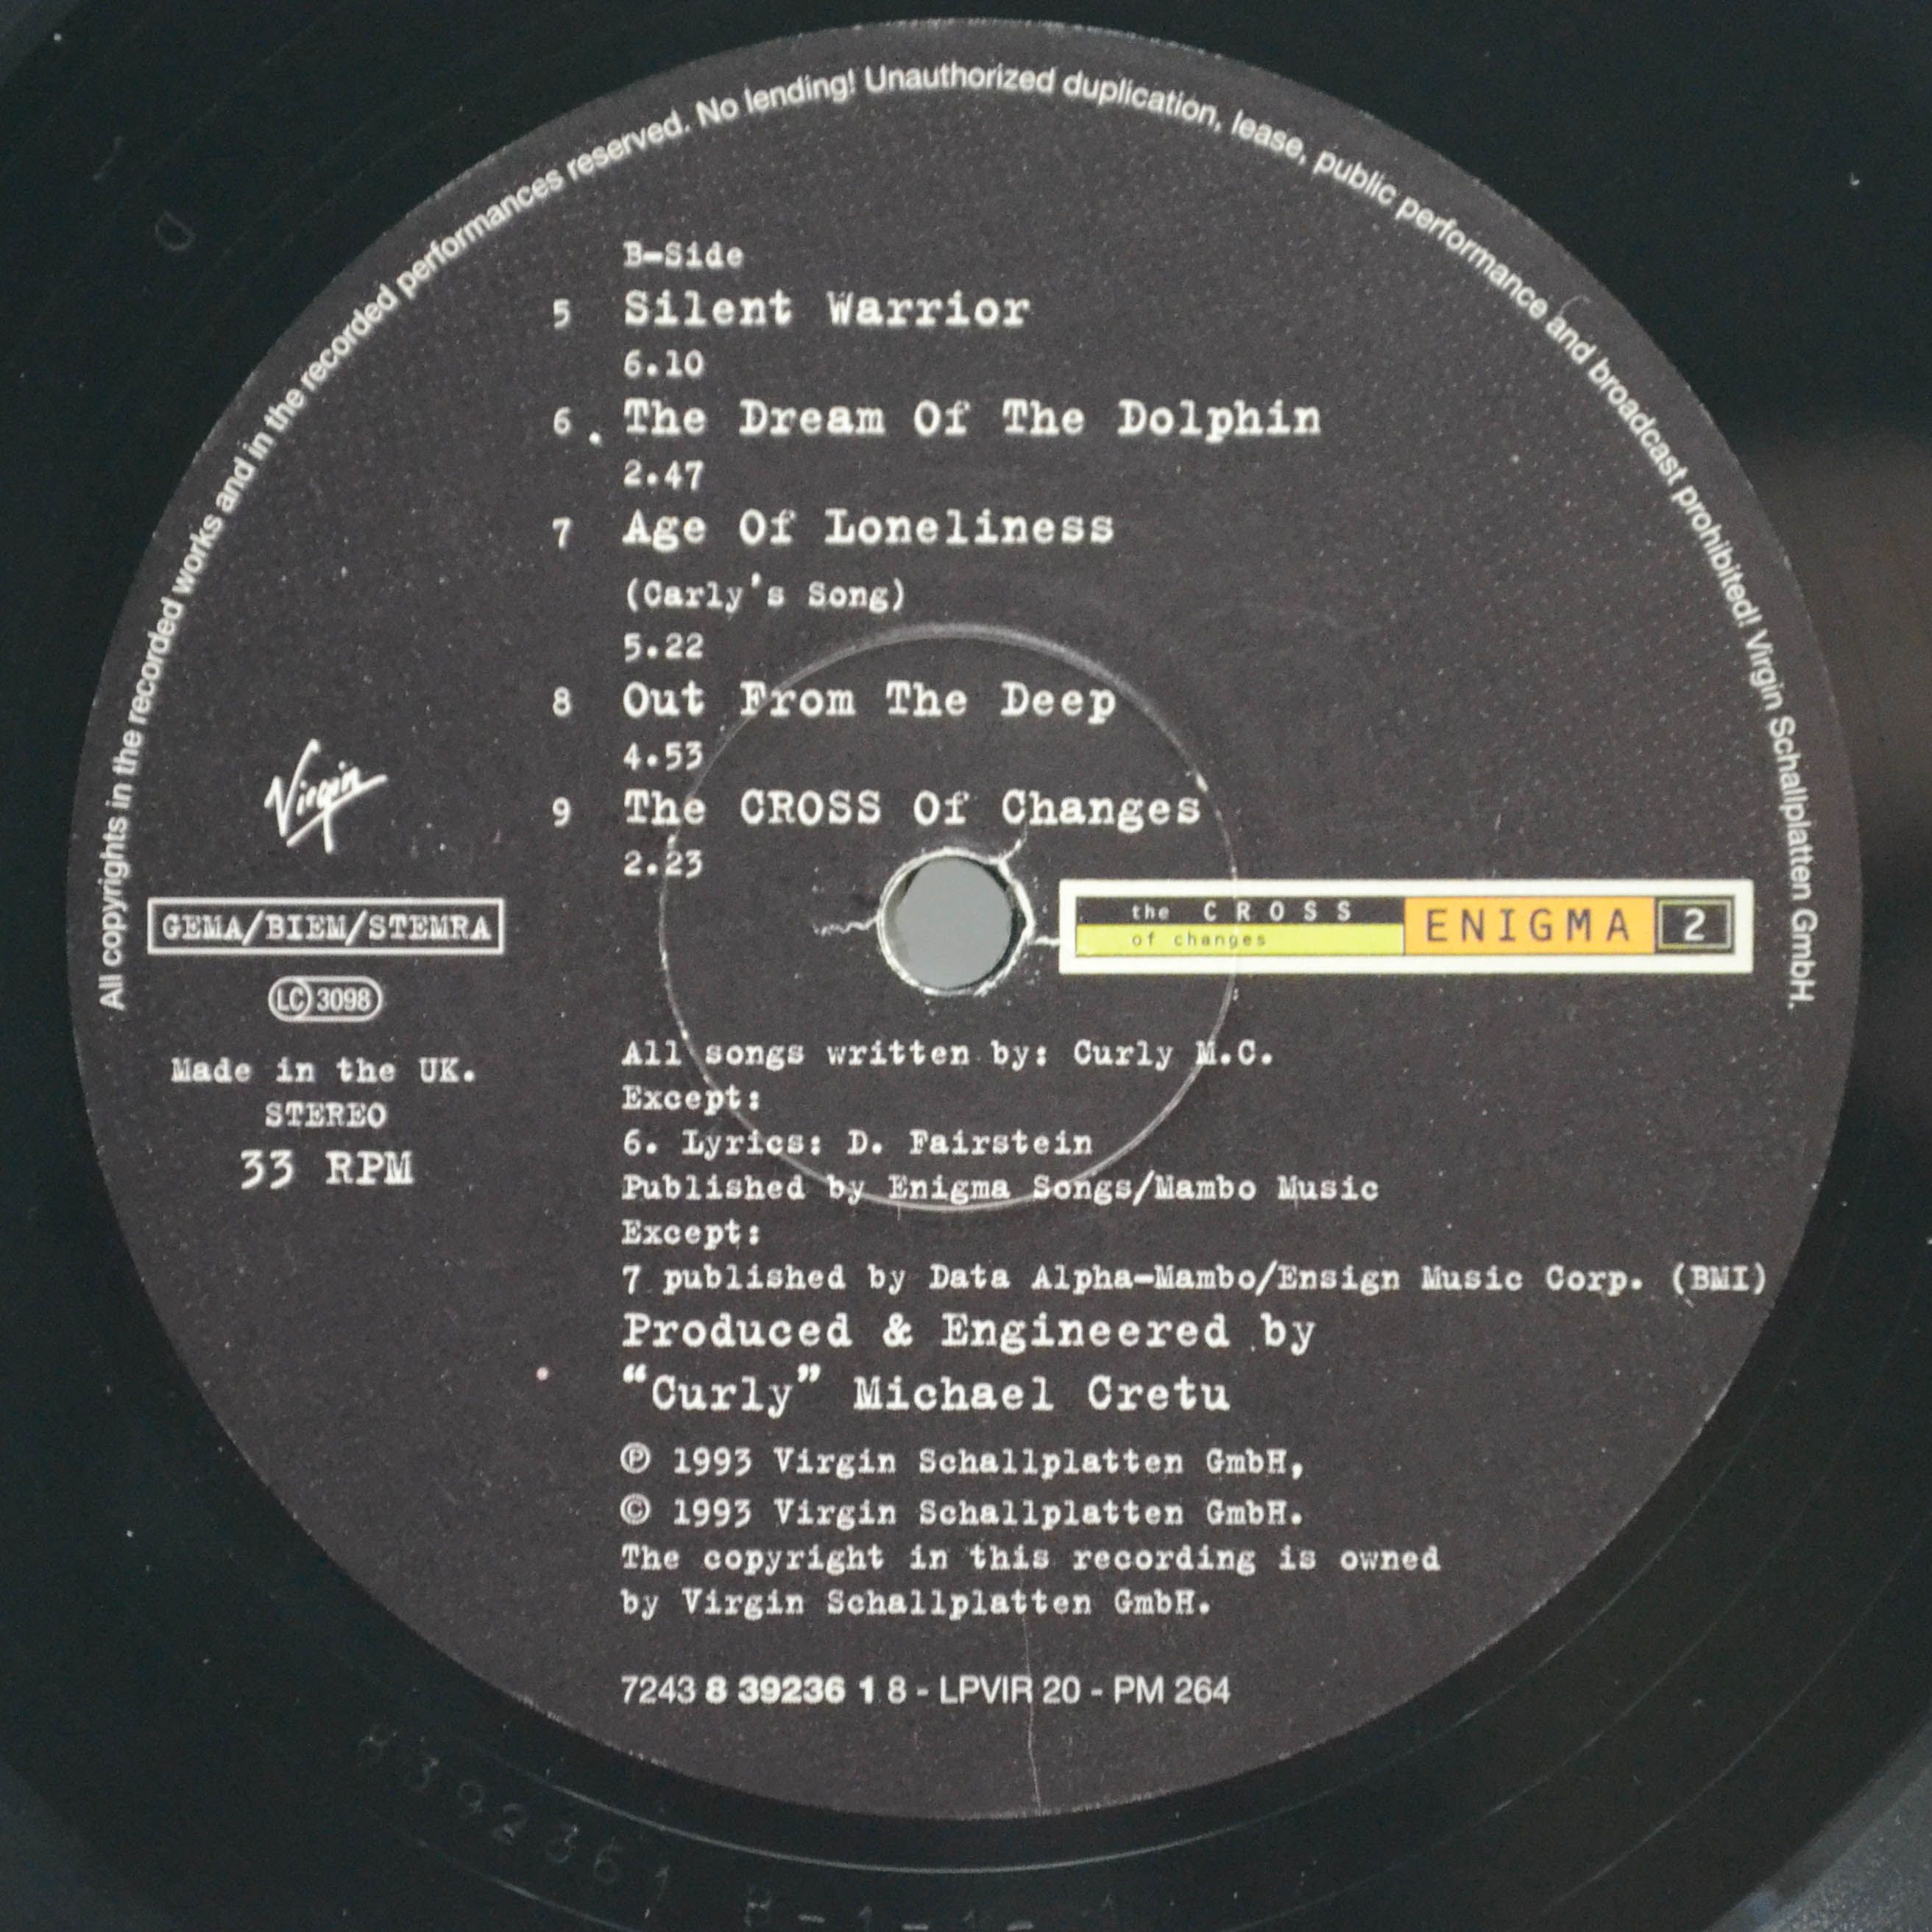 All copyrights in the recorded works and in the recorded performances reserved. No lending! Unauthorized duplication, lease, public performance and broadcast prohibited! Virgin Schallplatten GmbH.
B-Side
5 Silent Warrior
6.10
6. The Dream Of The Dolphin
2.47
7 Age Of Loneliness
(Carly's Song)
5.22
8 Out From The Deep
4.53
9 The CROSS Of Changes
2.23
Virgin
GEMA/BIEM/STEMRA
LC 3098
Made in the UK.
STEREO
33 RPM
the CROSS
of changes
ENIGMA 2
All songs written by: Curly M.C.
Except:
6. Lyrics: D. Fairstein
Published by Enigma Songs/Mambo Music
Except:
7 published by Data Alpha-Mambo/Ensign Music Corp. (BMI)
Produced & Engineered by
“Curly” Michael Cretu
℗ 1993 Virgin Schallplatten GmbH,
© 1993 Virgin Schallplatten GmbH.
The copyright in this recording is owned
by Virgin Schallplatten GmbH.
7243 8 39236 1 8 - LPVIR 20 - PM 264
8392361 B-1-1-